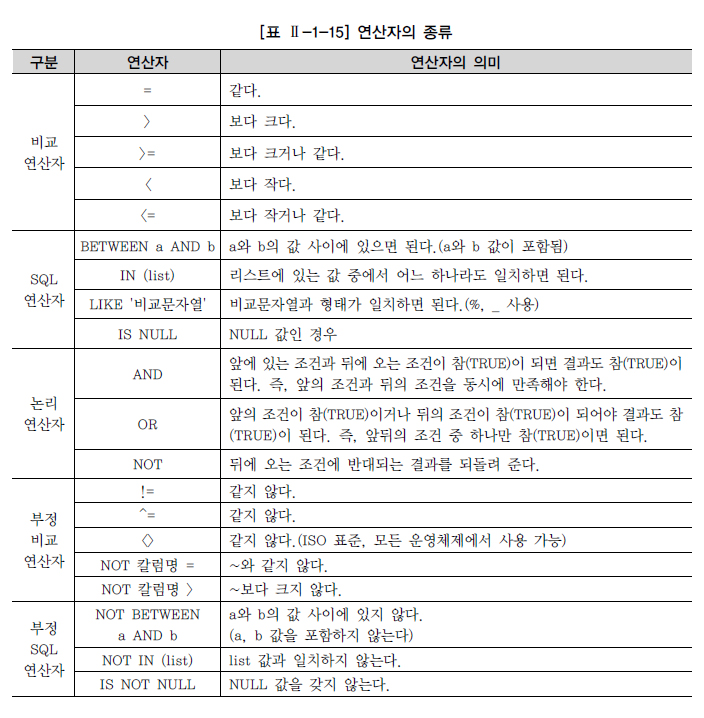 [표 Ⅱ-1-15] 연산자의 종류
구분 연산자 연산자의 의미
비교 연산자
= 같다.
> 보다 크다.
>= 보다 크거나 같다.
< 보다 작다.
<= 보다 작거나 같다.
SQL 연산자
BETWEEN a AND b a와 b의 값 사이에 있으면 된다.(a와 b 값이 포함됨)
IN (list) 리스트에 있는 값 중에서 어느 하나라도 일치하면 된다.
LIKE '비교문자열' 비교문자열과 형태가 일치하면 된다.(%, _ 사용)
IS NULL NULL 값인 경우
논리 연산자
AND 앞에 있는 조건과 뒤에 오는 조건이 참(TRUE)이 되면 결과도 참(TRUE)이
된다. 즉, 앞의 조건과 뒤의 조건을 동시에 만족해야 한다.
OR 앞의 조건이 참(TRUE)이거나 뒤의 조건이 참(TRUE)이 되어야 결과도 참
(TRUE)이 된다. 즉, 앞뒤의 조건 중 하나만 참(TRUE)이면 된다.
NOT 뒤에 오는 조건에 반대되는 결과를 되돌려 준다.
부정 비교 연산자
!= 같지 않다.
^= 같지 않다.
<> 같지 않다.(ISO 표준, 모든 운영체제에서 사용 가능)
NOT 칼럼명 = ~와 같지 않다.
NOT 칼럼명 > ~보다 크지 않다.
부정 SQL 연산자
NOT BETWEEN a AND b a와 b의 값 사이에 있지 않다.
(a, b 값을 포함하지 않는다)
NOT IN (list) list 값과 일치하지 않는다.
IS NOT NULL NULL 값을 갖지 않는다.